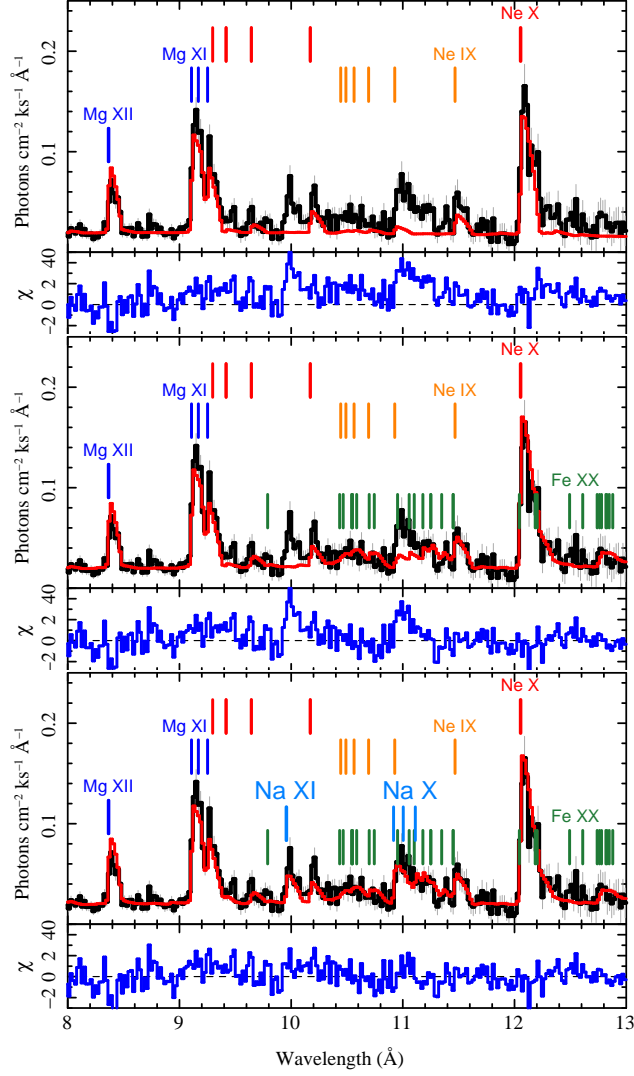 Ne X
Mg XI
Ne IX
Mg XII
Photons cm⁻² ks⁻¹ Å⁻¹
0.1
0.2
χ
−2
0
2
4
Ne X
Mg XI
Ne IX
Mg XII
Fe XX
Photons cm⁻² ks⁻¹ Å⁻¹
0.1
0.2
χ
−2
0
2
4
Ne X
Mg XI
Ne IX
Na XI
Na X
Mg XII
Fe XX
Photons cm⁻² ks⁻¹ Å⁻¹
0.1
0.2
χ
−2
0
2
4
8 9 10 11 12 13
Wavelength (Å)